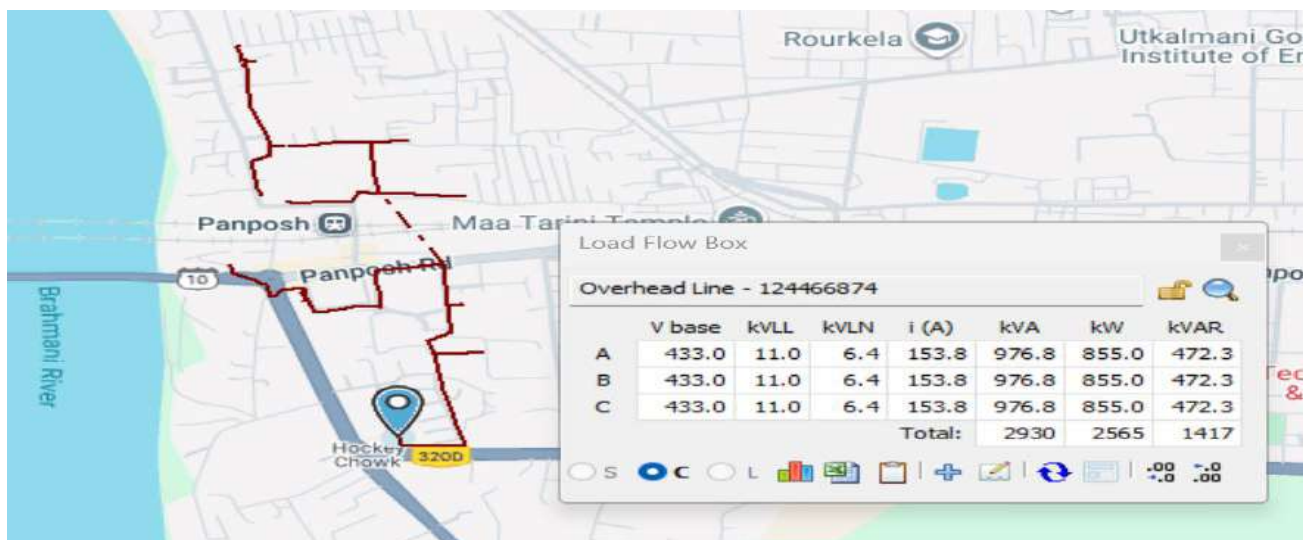 Rourkela
Utkalmani Go
Institute of Er
Panposh
Maa Tarini Temple
10
Panposh Rd
Brahmani River
Hockey
Chowk
320D
Load Flow Box
Overhead Line - 124466874
V base kVLL kVLN i (A) kVA kW kVAR
A 433.0 11.0 6.4 153.8 976.8 855.0 472.3
B 433.0 11.0 6.4 153.8 976.8 855.0 472.3
C 433.0 11.0 6.4 153.8 976.8 855.0 472.3
Total: 2930 2565 1417
S C L
npo
Tec
&